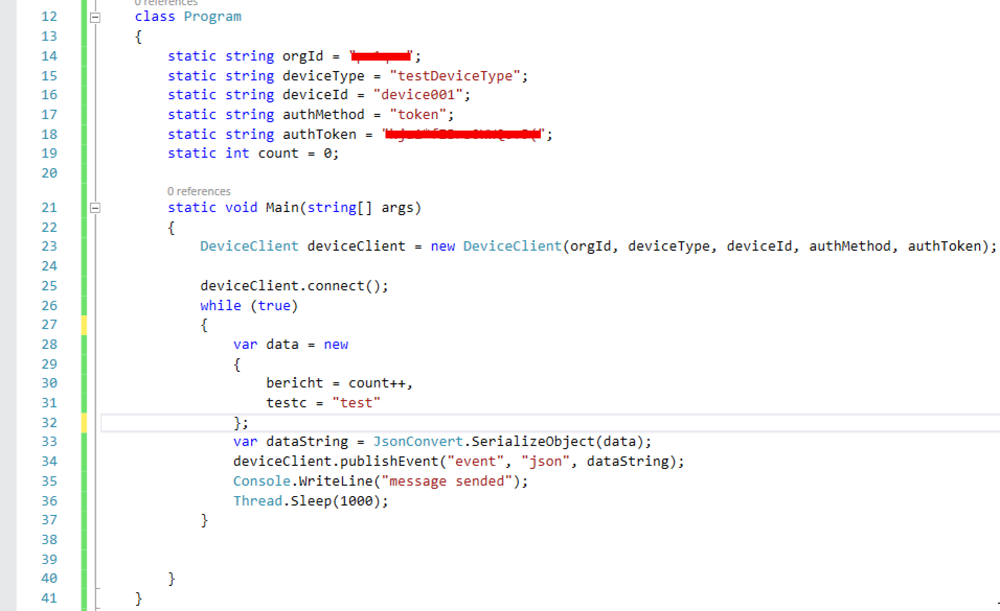 0 references
12 class Program
13 {
14 static string orgId = "";
15 static string deviceType = "testDeviceType";
16 static string deviceId = "device001";
17 static string authMethod = "token";
18 static string authToken = "";
19 static int count = 0;
20
0 references
21 static void Main(string[] args)
22 {
23 DeviceClient deviceClient = new DeviceClient(orgId, deviceType, deviceId, authMethod, authToken);
24
25 deviceClient.connect();
26 while (true)
27 {
28 var data = new
29 {
30 bericht = count++,
31 testc = "test"
32 };
33 var dataString = JsonConvert.SerializeObject(data);
34 deviceClient.publishEvent("event", "json", dataString);
35 Console.WriteLine("message sended");
36 Thread.Sleep(1000);
37 }
38
39
40 }
41 }